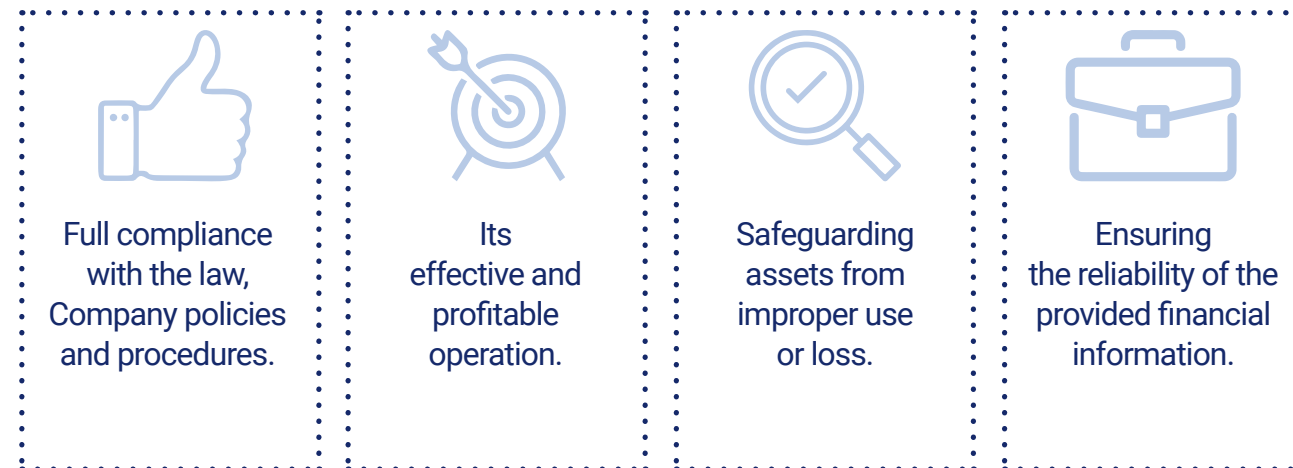 Full compliance
with the law,
Company policies
and procedures.
Its
effective and
profitable
operation.
Safeguarding
assets from
improper use
or loss.
Ensuring
the reliability of the
provided financial
information.